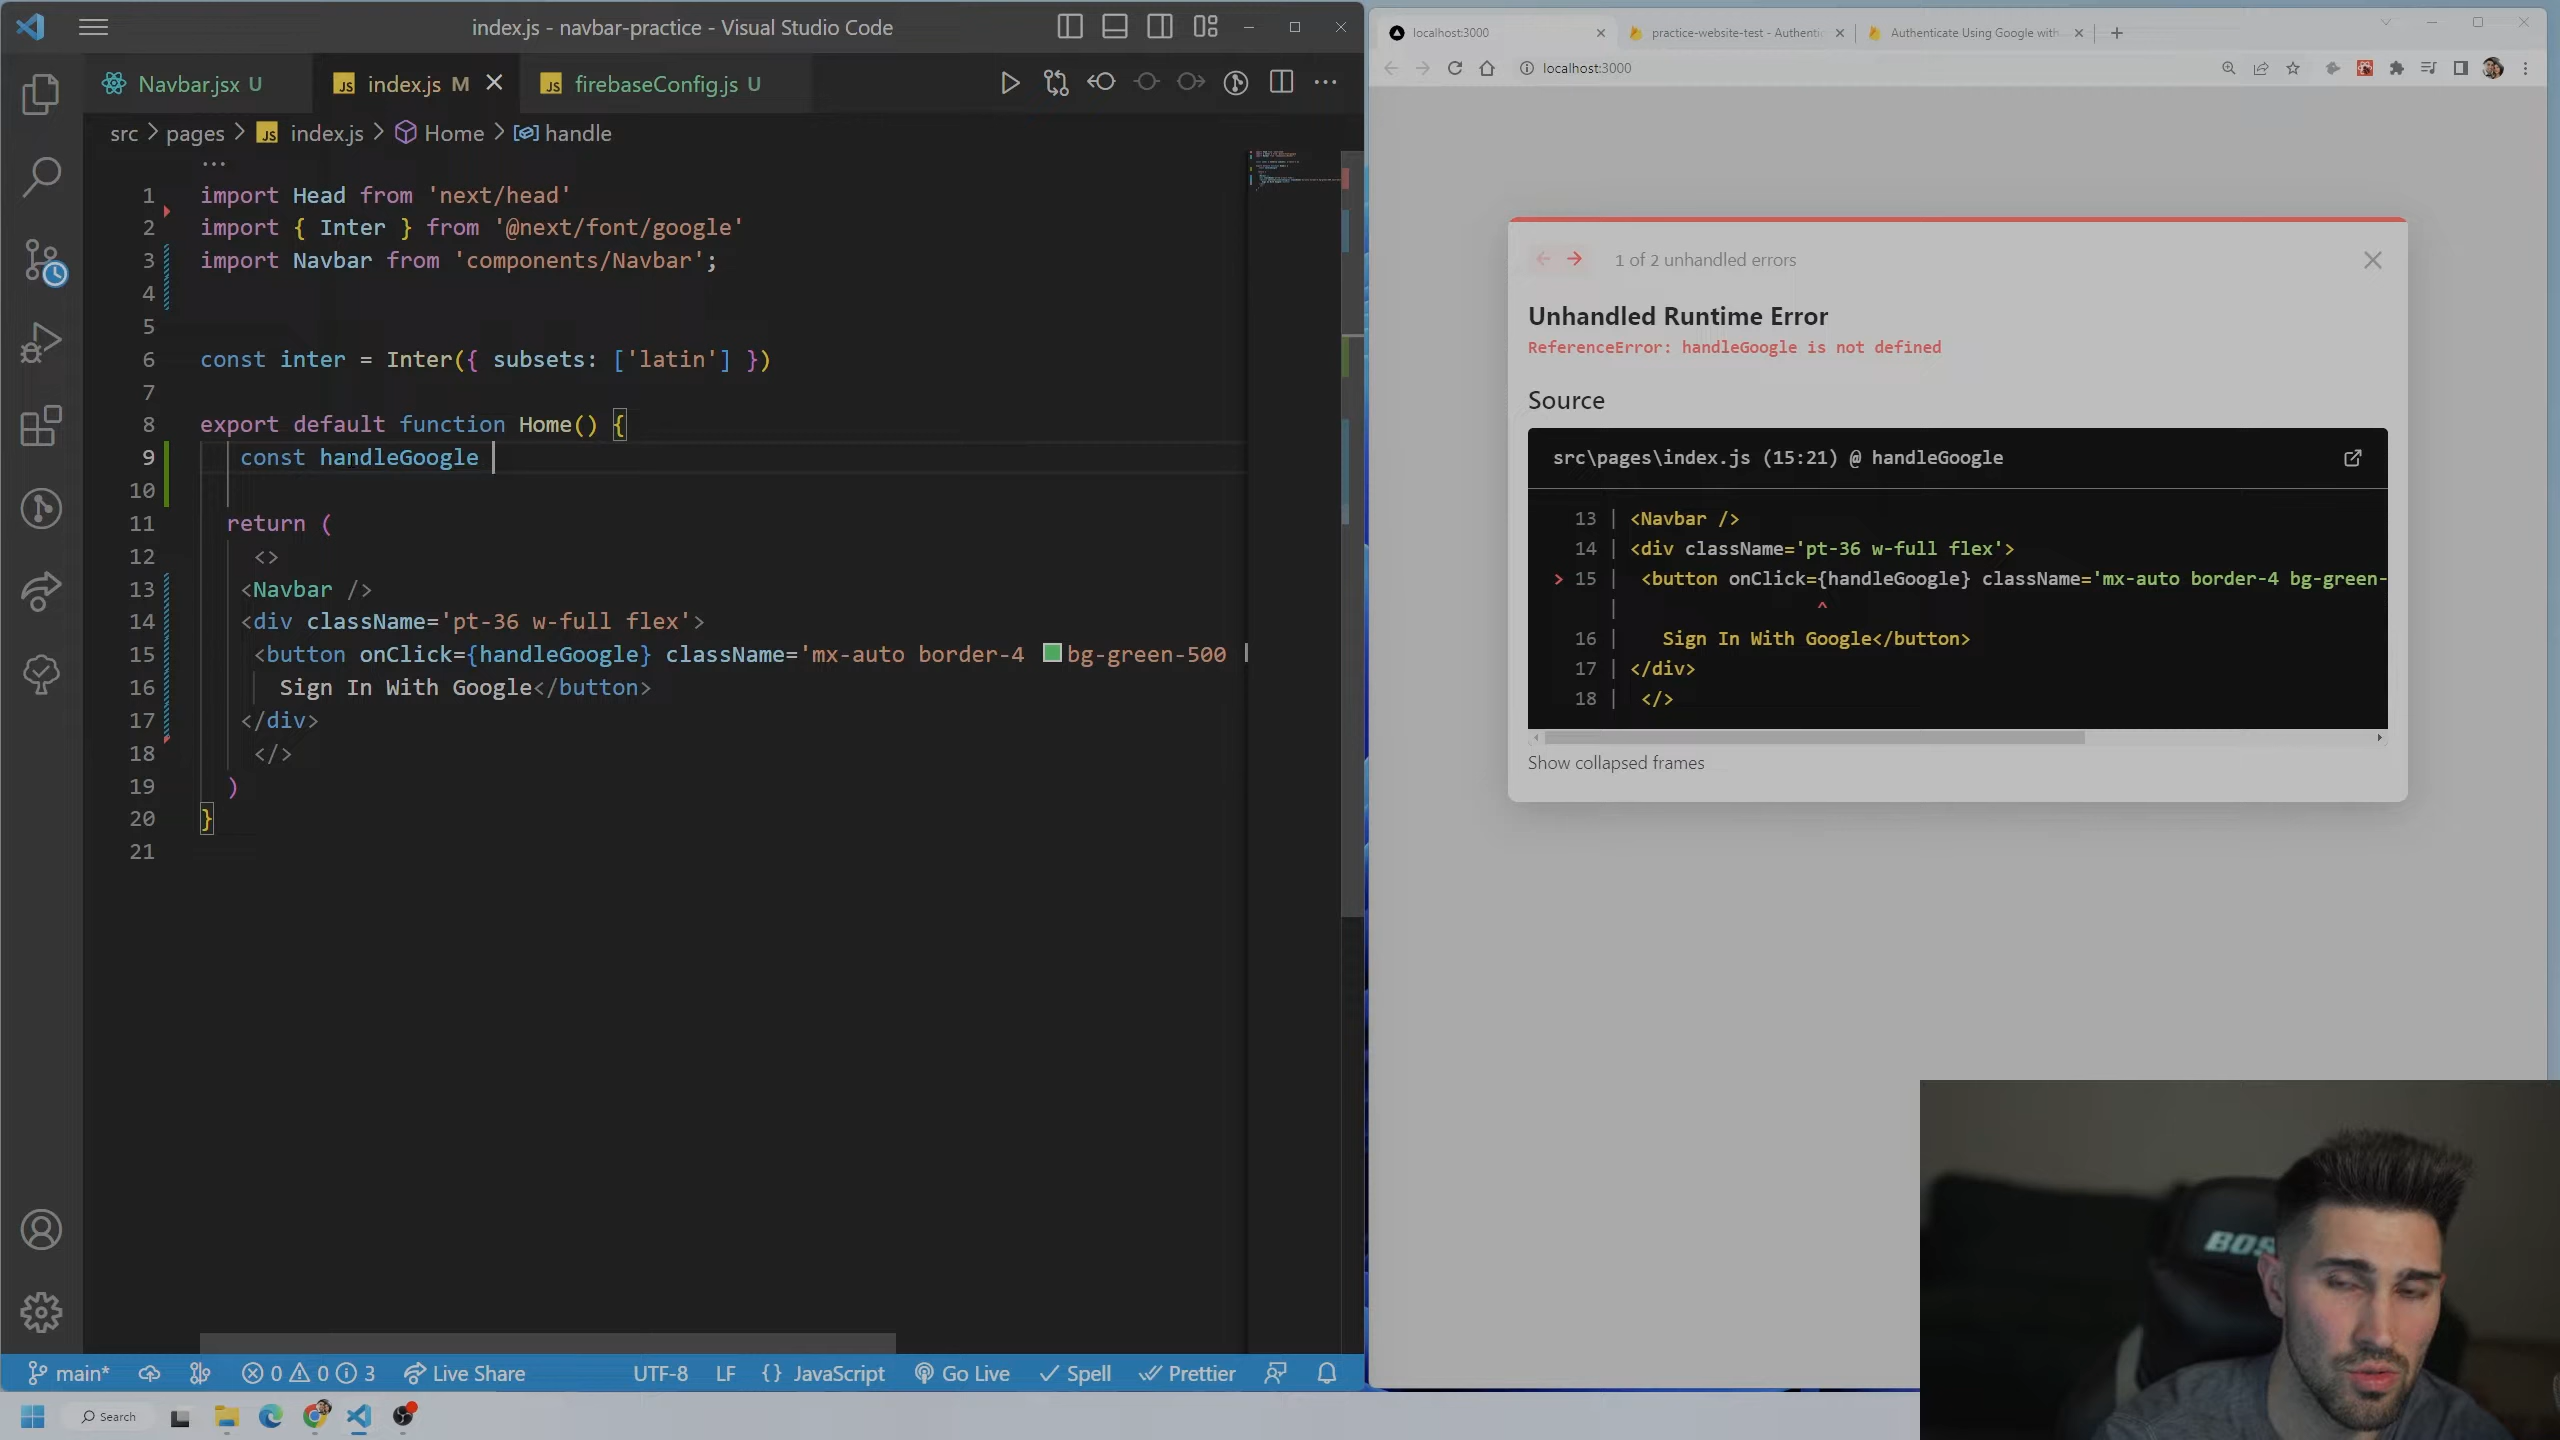 index.js - navbar-practice - Visual Studio Code
Navbar.jsx U
index.js M
firebaseConfig.js U
src > pages > JS index.js > Home > handle
...
1 import Head from 'next/head'
2 import { Inter } from '@next/font/google'
3 import Navbar from 'components/Navbar';
4
5
6 const inter = Inter({ subsets: ['latin'] })
7
8 export default function Home() {
9 const handleGoogle
10
11 return (
12 <>
13 <Navbar />
14 <div className='pt-36 w-full flex'>
15 <button onClick={handleGoogle} className='mx-auto border-4 bg-green-500
16 Sign In With Google</button>
17 </div>
18 </>
19 )
20 }
21
main* 0 0 3 Live Share UTF-8 LF {} JavaScript Go Live Spell Prettier
Search
localhost:3000
practice-website-test - Authentic
Authenticate Using Google with
localhost:3000
1 of 2 unhandled errors
Unhandled Runtime Error
ReferenceError: handleGoogle is not defined
Source
src\pages\index.js (15:21) @ handleGoogle
13 | <Navbar />
14 | <div className='pt-36 w-full flex'>
> 15 | <button onClick={handleGoogle} className='mx-auto border-4 bg-green-
| ^
16 | Sign In With Google</button>
17 | </div>
18 | </>
Show collapsed frames